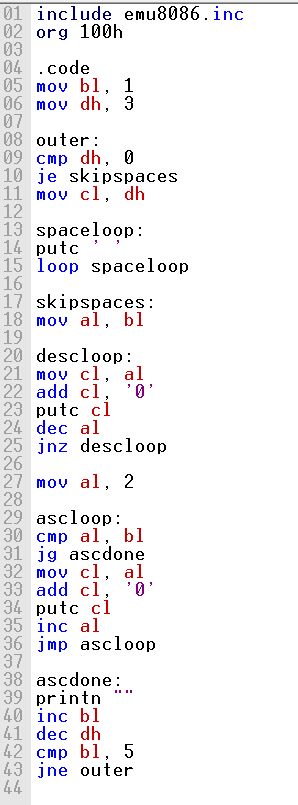 01 include emu8086.inc
02 org 100h
03
04 .code
05 mov bl, 1
06 mov dh, 3
07
08 outer:
09 cmp dh, 0
10 je skipspaces
11 mov cl, dh
12
13 spaceloop:
14 putc ' '
15 loop spaceloop
16
17 skipspaces:
18 mov al, bl
19
20 descloop:
21 mov cl, al
22 add cl, '0'
23 putc cl
24 dec al
25 jnz descloop
26
27 mov al, 2
28
29 ascloop:
30 cmp al, bl
31 jg ascdone
32 mov cl, al
33 add cl, '0'
34 putc cl
35 inc al
36 jmp ascloop
37
38 ascdone:
39 printn ""
40 inc bl
41 dec dh
42 cmp bl, 5
43 jne outer
44